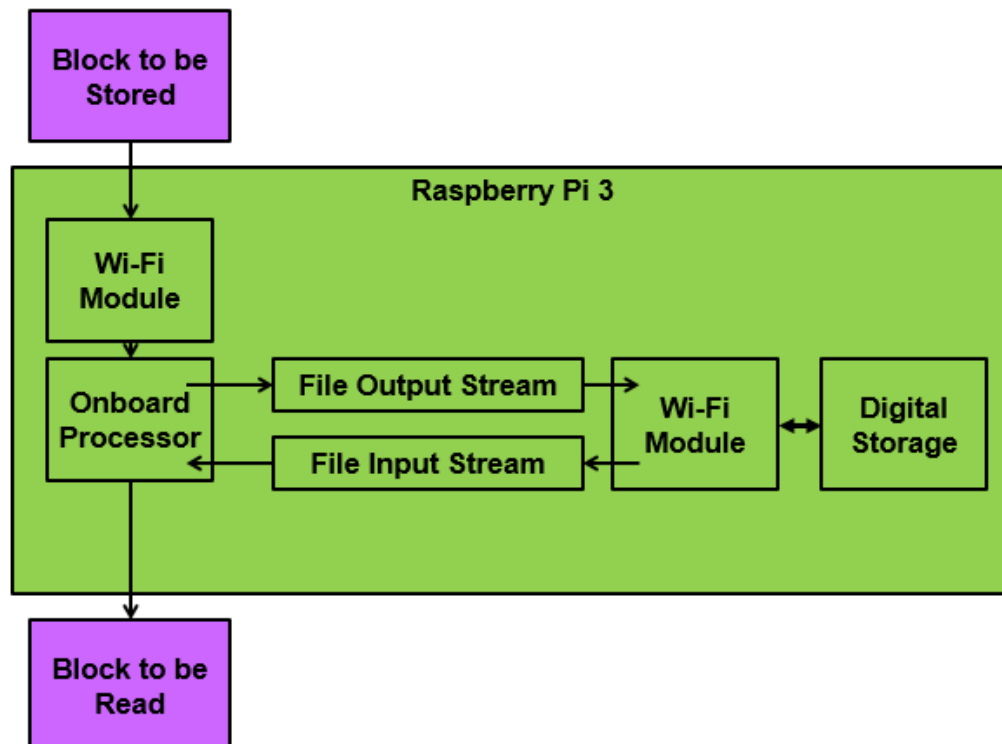 Block to be
Stored
Raspberry Pi 3
Wi-Fi
Module
Onboard
Processor
File Output Stream
File Input Stream
Wi-Fi
Module
Digital
Storage
Block to be
Read